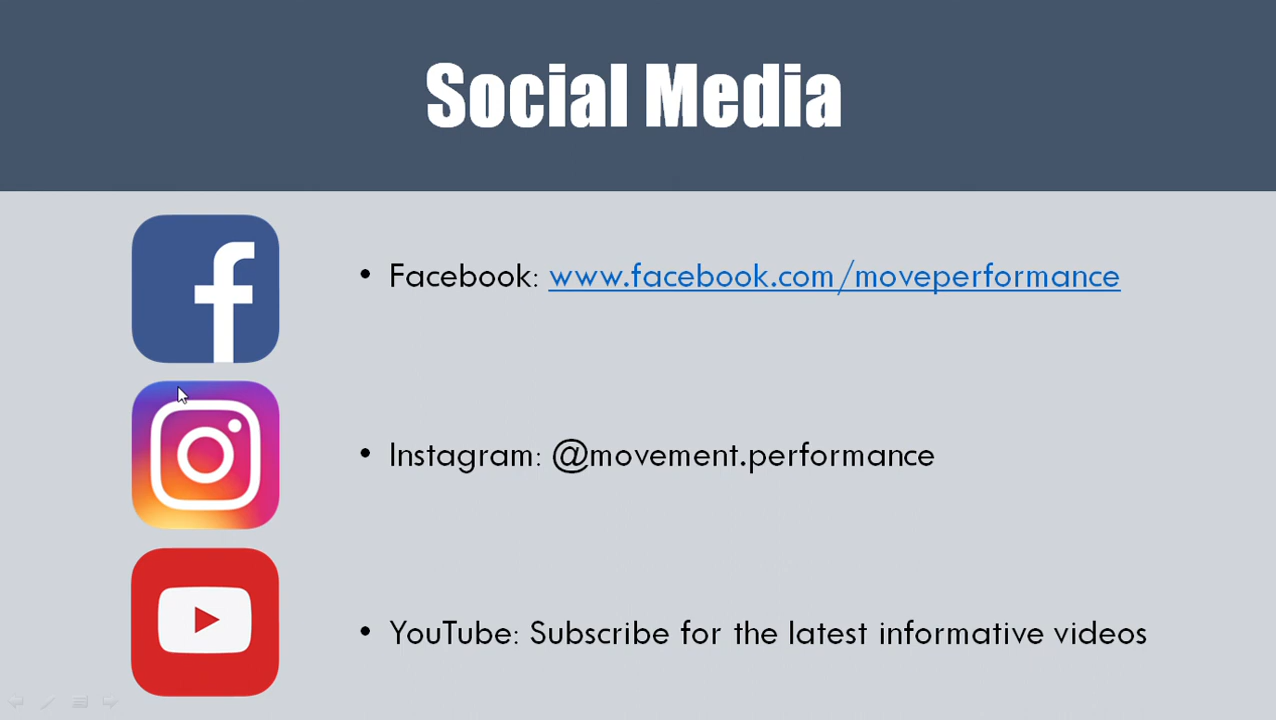 Social Media
• Facebook: www.facebook.com/moveperformance
• Instagram: @movement.performance
• YouTube: Subscribe for the latest informative videos